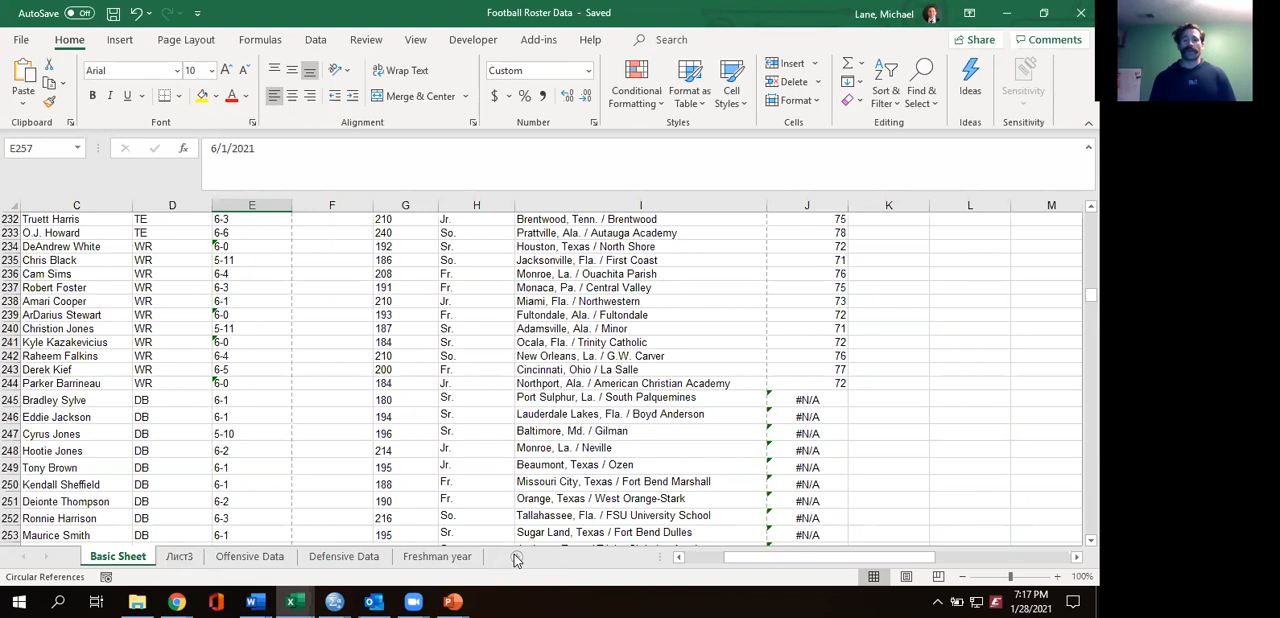 AutoSave Off Football Roster Data - Saved Lane, Michael
File Home Insert Page Layout Formulas Data Review View Developer Add-ins Help Search Share Comments
Paste Arial 10 Wrap Text Custom Conditional Formatting Format as Table Cell Styles Insert Sort & Filter Find & Select Ideas Sensitivity
B I U Merge & Center $ % Delete
Format
Clipboard Font Alignment Number Styles Cells Editing Ideas Sensitivity
E257 fx 6/1/2021
C D E F G H I J K L M
232 Truett Harris TE 6-3 210 Jr. Brentwood, Tenn. / Brentwood 75
233 O.J. Howard TE 6-6 240 So. Prattville, Ala. / Autauga Academy 78
234 DeAndrew White WR 6-0 192 Sr. Houston, Texas / North Shore 72
235 Chris Black WR 5-11 186 So. Jacksonville, Fla. / First Coast 71
236 Cam Sims WR 6-4 208 Fr. Monroe, La. / Ouachita Parish 76
237 Robert Foster WR 6-3 191 Fr. Monaca, Pa. / Central Valley 75
238 Amari Cooper WR 6-1 210 Jr. Miami, Fla. / Northwestern 73
239 ArDarius Stewart WR 6-0 193 Fr. Fultondale, Ala. / Fultondale 72
240 Christion Jones WR 5-11 187 Sr. Adamsville, Ala. / Minor 71
241 Kyle Kazakevicius WR 6-0 184 Sr. Ocala, Fla. / Trinity Catholic 72
242 Raheem Falkins WR 6-4 210 So. New Orleans, La. / G.W. Carver 76
243 Derek Kief WR 6-5 200 Fr. Cincinnati, Ohio / La Salle 77
244 Parker Barrineau WR 6-0 184 Jr. Northport, Ala. / American Christian Academy 72
245 Bradley Sylve DB 6-1 180 Sr. Port Sulphur, La. / South Palquemines #N/A
246 Eddie Jackson DB 6-1 194 Sr. Lauderdale Lakes, Fla. / Boyd Anderson #N/A
247 Cyrus Jones DB 5-10 196 Sr. Baltimore, Md. / Gilman #N/A
248 Hootie Jones DB 6-2 214 Jr. Monroe, La. / Neville #N/A
249 Tony Brown DB 6-1 195 Jr. Beaumont, Texas / Ozen #N/A
250 Kendall Sheffield DB 6-1 188 Fr. Missouri City, Texas / Fort Bend Marshall #N/A
251 Deionte Thompson DB 6-2 190 Fr. Orange, Texas / West Orange-Stark #N/A
252 Ronnie Harrison DB 6-3 216 So. Tallahassee, Fla. / FSU University School #N/A
253 Maurice Smith DB 6-1 195 Sr. Sugar Land, Texas / Fort Bend Dulles #N/A
Basic Sheet Лист3 Offensive Data Defensive Data Freshman year
Circular References 100%
7:17 PM
1/28/2021